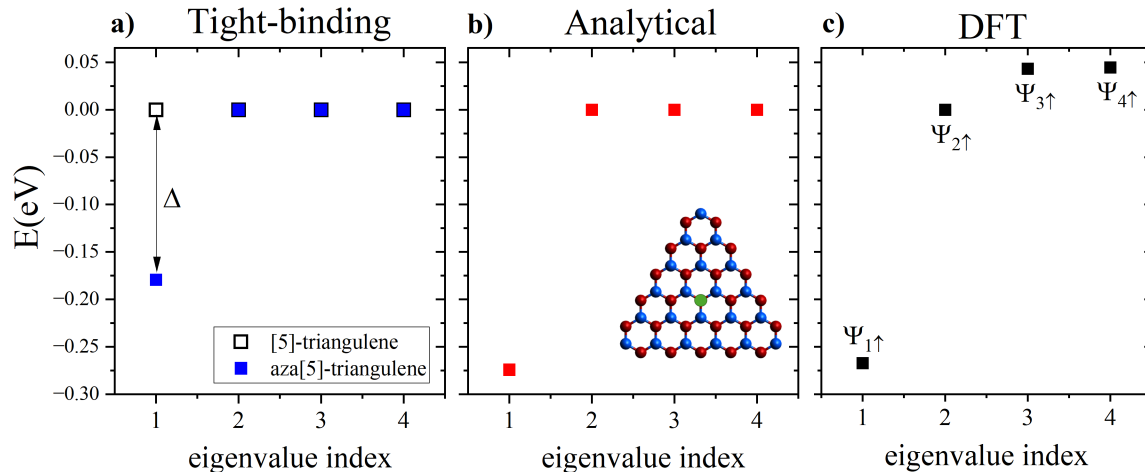 a) Tight-binding
b) Analytical
c) DFT
E(eV)
0.05
0.00
−0.05
−0.10
−0.15
−0.20
−0.25
−0.30
Δ
[5]-triangulene
aza[5]-triangulene
1 2 3 4
eigenvalue index
1 2 3 4
eigenvalue index
Ψ1↑
Ψ2↑
Ψ3↑
Ψ4↑
1 2 3 4
eigenvalue index